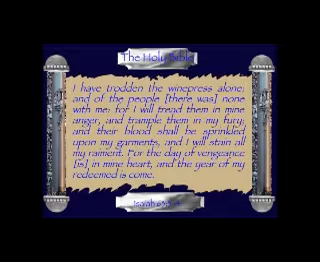 The Holy Bible
I have trodden the winepress alone;
and of the people [there was] none
with me: for I will tread them in mine
anger, and trample them in my fury;
and their blood shall be sprinkled
upon my garments, and I will stain all
my raiment. For the day of vengeance
[is] in mine heart, and the year of my
redeemed is come.
Isaiah